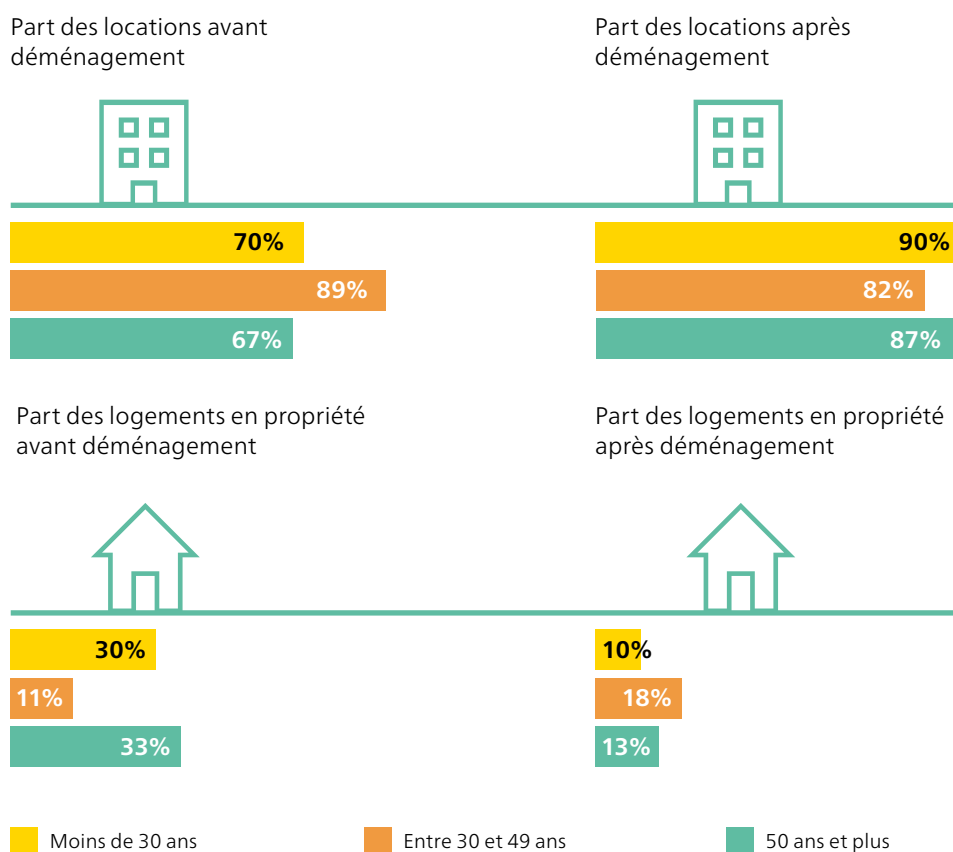 Part des locations avant
déménagement
Part des locations après
déménagement
70%
89%
67%
90%
82%
87%
Part des logements en propriété
avant déménagement
Part des logements en propriété
après déménagement
30%
11%
33%
10%
18%
13%
Moins de 30 ans
Entre 30 et 49 ans
50 ans et plus